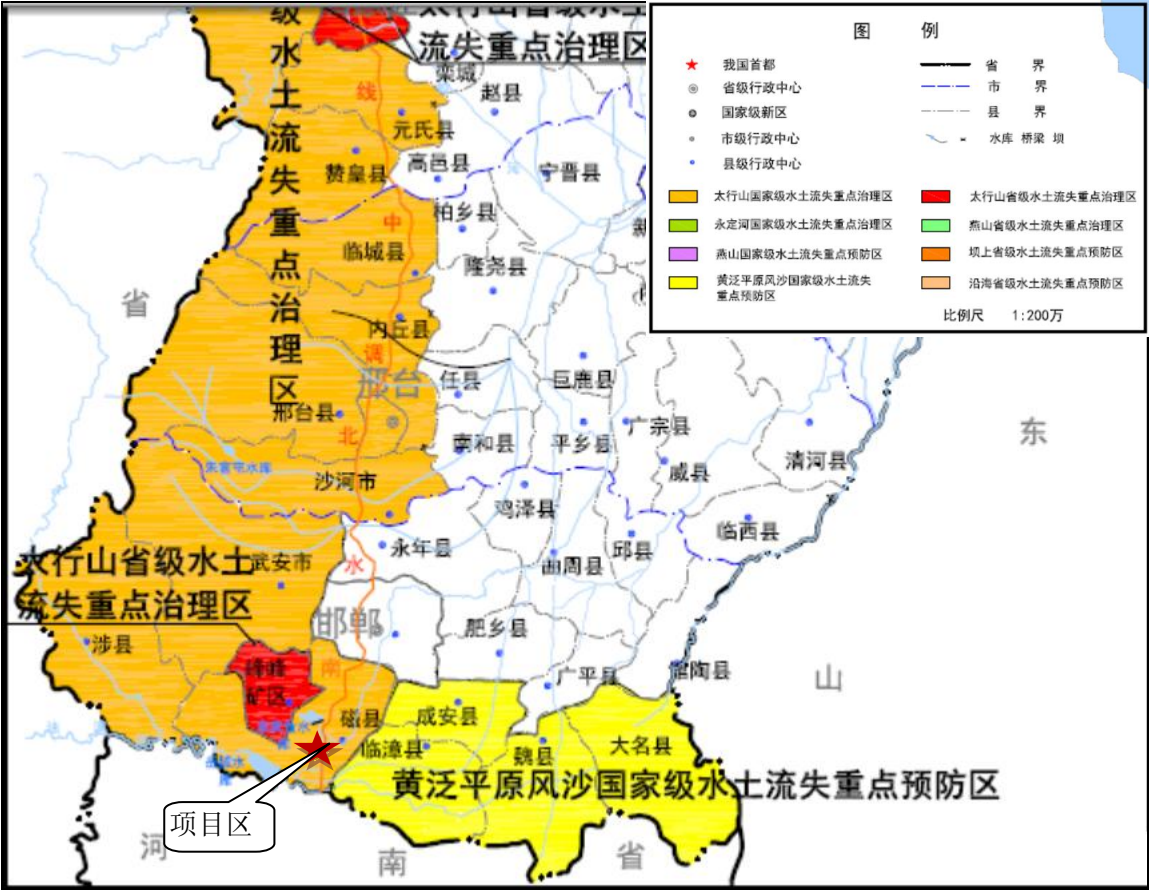 级水土流失重点治理区
流失重点治理区
栾城
赵县
线
元氏县
赞皇县
高邑县
宁晋县
柏乡县
中
临城县
隆尧县
省
内丘县
调
邢台
任县
巨鹿县
邢台县
北
南和县
平乡县
广宗县
东
朱庄水库
沙河市
威县
清河县
鸡泽县
临西县
太行山省级水土
流失重点治理区
武安市
水
永年县
曲周县
邱县
邯郸
肥乡县
涉县
峰峰
矿区
南
广平县
馆陶县
山
磁县
成安县
临漳县
魏县
大名县
黄泛平原风沙国家级水土流失重点预防区
项目区
河
南
省
图 例
我国首都
省级行政中心
国家级新区
市级行政中心
县级行政中心
省 界
市 界
县 界
水库 桥梁 坝
太行山国家级水土流失重点治理区
太行山省级水土流失重点治理区
永定河国家级水土流失重点治理区
燕山省级水土流失重点治理区
燕山国家级水土流失重点预防区
坝上省级水土流失重点预防区
黄泛平原风沙国家级水土流失
重点预防区
沿海省级水土流失重点预防区
比例尺 1:200万